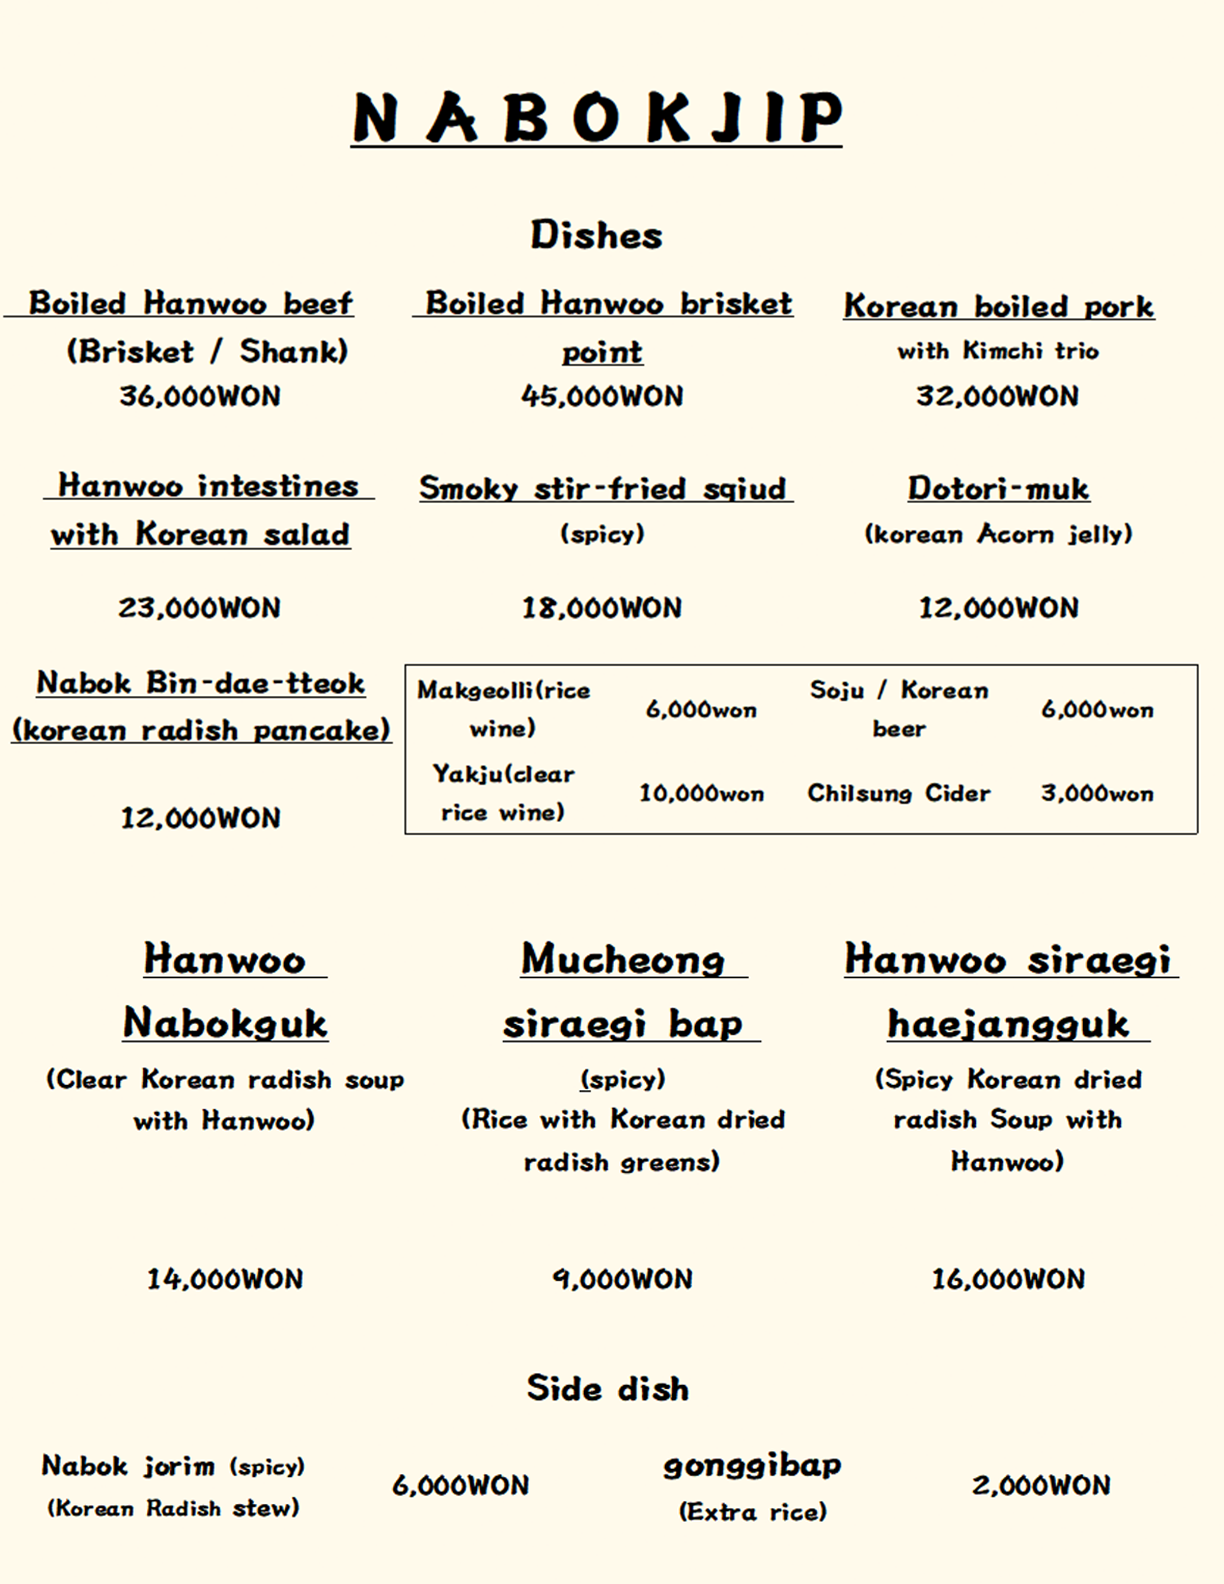 N A B O K J I P
Dishes
Boiled Hanwoo beef
(Brisket / Shank)
36,000WON
Boiled Hanwoo brisket
point
45,000WON
Korean boiled pork
with Kimchi trio
32,000WON
Hanwoo intestines
with Korean salad
23,000WON
Smoky stir-fried sqiud
(spicy)
18,000WON
Dotori-muk
(korean Acorn jelly)
12,000WON
Nabok Bin-dae-tteok
(korean radish pancake)
12,000WON
Makgeolli(rice
wine)
6,000won
Soju / Korean
beer
6,000won
Yakju(clear
rice wine)
10,000won
Chilsung Cider
3,000won
Hanwoo
Nabokguk
(Clear Korean radish soup
with Hanwoo)
14,000WON
Mucheong
siraegi bap
(spicy)
(Rice with Korean dried
radish greens)
9,000WON
Hanwoo siraegi
haejangguk
(Spicy Korean dried
radish Soup with
Hanwoo)
16,000WON
Side dish
Nabok jorim (spicy)
(Korean Radish stew)
6,000WON
gonggibap
(Extra rice)
2,000WON